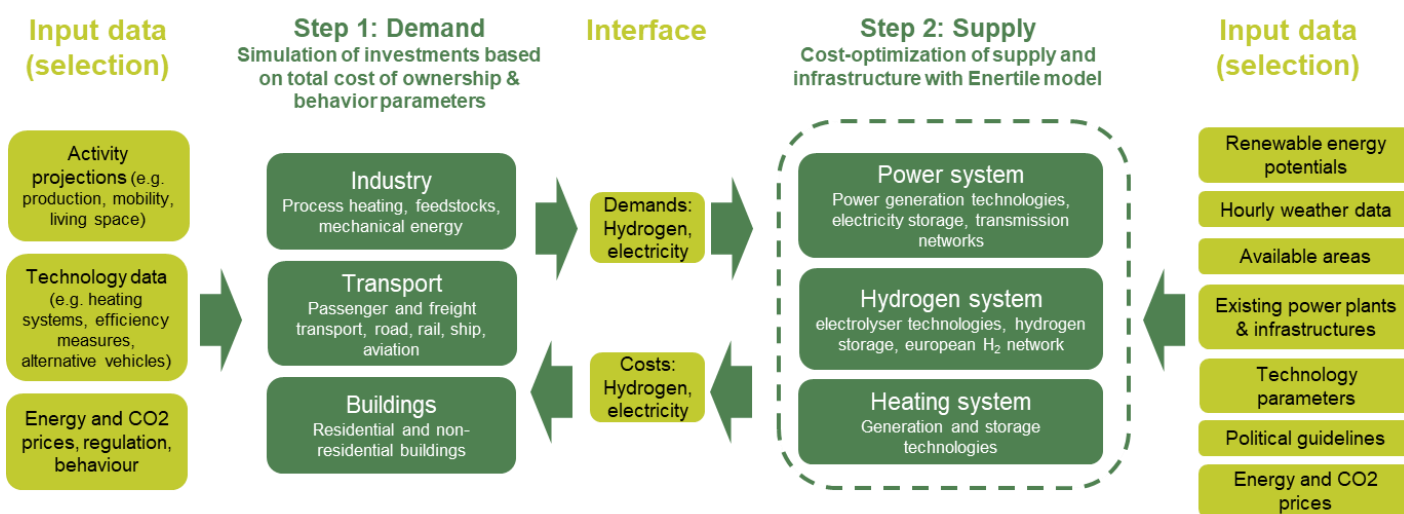 Input data
(selection)
Step 1: Demand
Simulation of investments based
on total cost of ownership &
behavior parameters
Interface
Step 2: Supply
Cost-optimization of supply and
infrastructure with Enertile model
Input data
(selection)
Activity
projections (e.g.
production, mobility,
living space)
Technology data
(e.g. heating
systems, efficiency
measures,
alternative vehicles)
Energy and CO2
prices, regulation,
behaviour
Industry
Process heating, feedstocks,
mechanical energy
Transport
Passenger and freight
transport, road, rail, ship,
aviation
Buildings
Residential and non-
residential buildings
Demands:
Hydrogen,
electricity
Costs:
Hydrogen,
electricity
Power system
Power generation technologies,
electricity storage, transmission
networks
Hydrogen system
electrolyser technologies, hydrogen
storage, european H₂ network
Heating system
Generation and storage
technologies
Renewable energy
potentials
Hourly weather data
Available areas
Existing power plants
& infrastructures
Technology
parameters
Political guidelines
Energy and CO2
prices